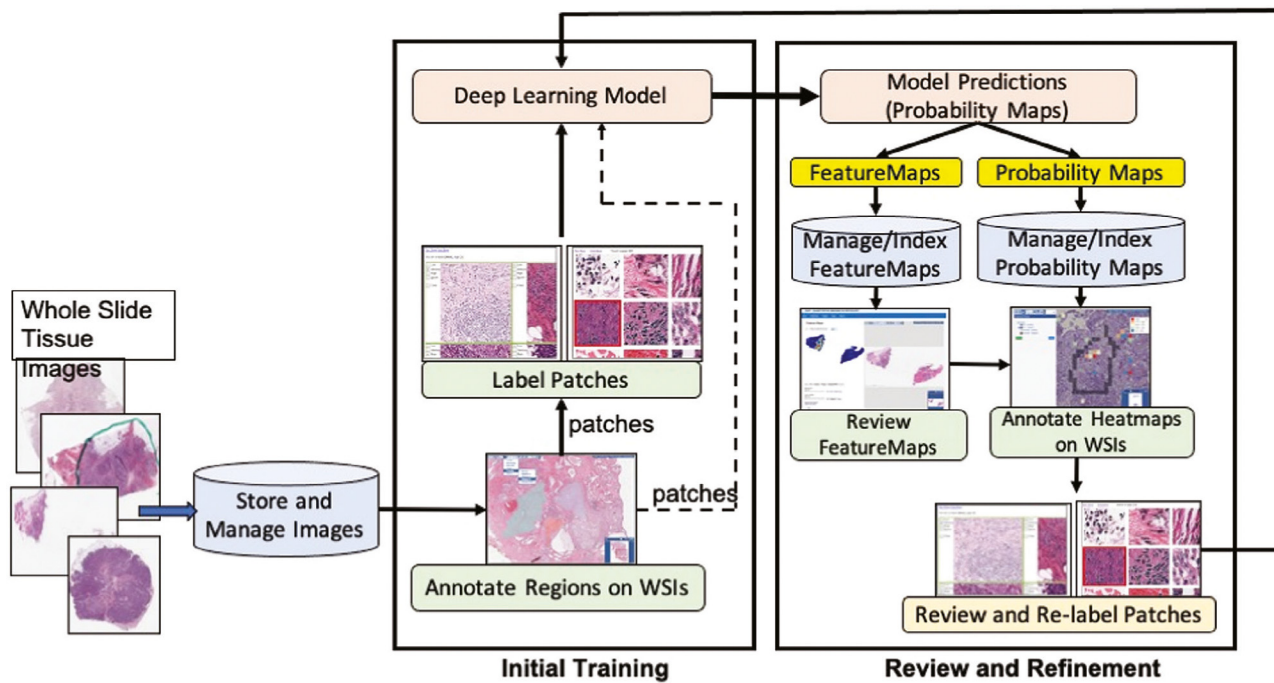 Whole Slide
Tissue
Images
Store and
Manage Images
Deep Learning Model
Label Patches
patches
patches
Annotate Regions on WSIs
Initial Training
Model Predictions
(Probability Maps)
FeatureMaps
Probability Maps
Manage/Index
FeatureMaps
Manage/Index
Probability Maps
Review
FeatureMaps
Annotate Heatmaps
on WSIs
Review and Re-label Patches
Review and Refinement